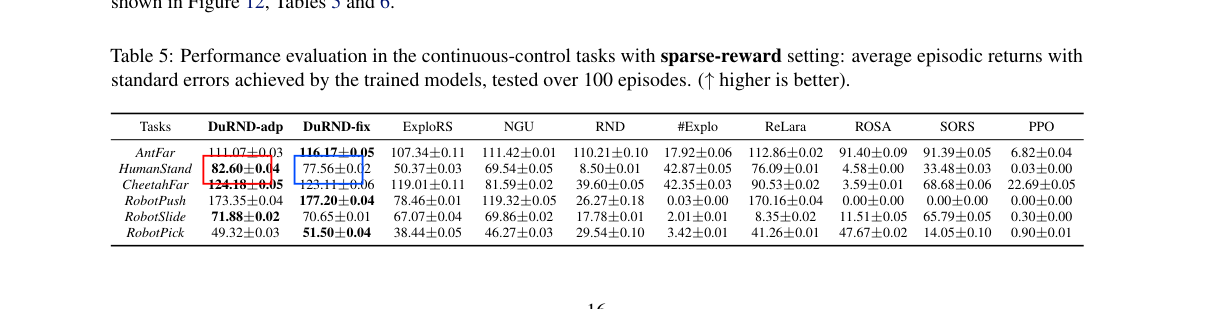 shown in Figure 12, Tables 5 and 6.
Table 5: Performance evaluation in the continuous-control tasks with sparse-reward setting: average episodic returns with
standard errors achieved by the trained models, tested over 100 episodes. (↑ higher is better).
Tasks DuRND-adp DuRND-fix ExploRS NGU RND #Explo ReLara ROSA SORS PPO
AntFar 111.07±0.03 116.17±0.05 107.34±0.11 111.42±0.01 110.21±0.10 17.92±0.06 112.86±0.02 91.40±0.09 91.39±0.05 6.82±0.04
HumanStand 82.60±0.04 77.56±0.02 50.37±0.03 69.54±0.05 8.50±0.01 42.87±0.05 76.09±0.01 4.58±0.00 33.48±0.03 0.03±0.00
CheetahFar 124.18±0.05 123.11±0.06 119.01±0.11 81.59±0.02 39.60±0.05 42.35±0.03 90.53±0.02 3.59±0.01 68.68±0.06 22.69±0.05
RobotPush 173.35±0.04 177.20±0.04 78.46±0.01 119.32±0.05 26.27±0.18 0.03±0.00 170.16±0.04 0.00±0.00 0.00±0.00 0.00±0.00
RobotSlide 71.88±0.02 70.65±0.01 67.07±0.04 69.86±0.02 17.78±0.01 2.01±0.01 8.35±0.02 11.51±0.05 65.79±0.05 0.30±0.00
RobotPick 49.32±0.03 51.50±0.04 38.44±0.05 46.27±0.03 29.54±0.10 3.42±0.01 41.26±0.01 47.67±0.02 14.05±0.10 0.90±0.01
16